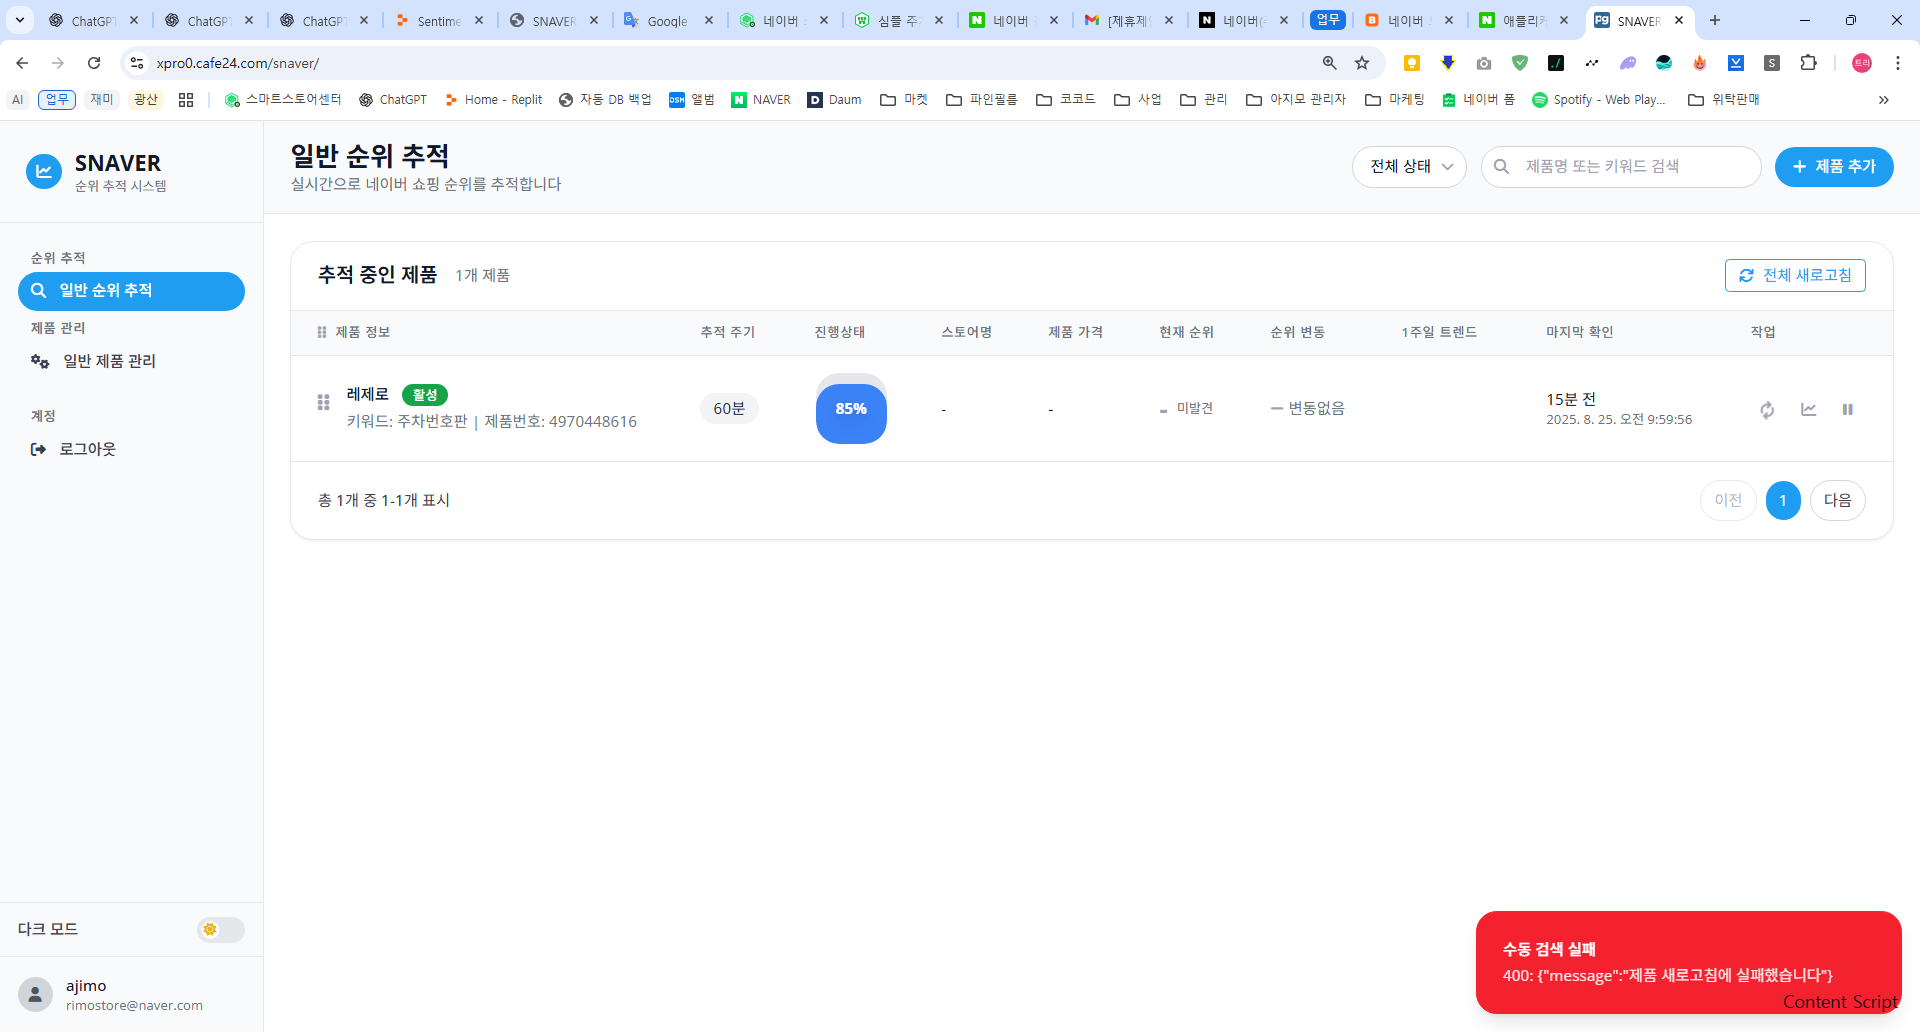 ChatGPT
ChatGPT
ChatGPT
Sentime
SNAVER
Google
네이버
심플 주
네이버
[제휴제
네이버(
업무
네이버
애플리케
SNAVER
xpro0.cafe24.com/snaver/
트리
AI
업무
재미
광산
스마트스토어센터
ChatGPT
Home - Replit
자동 DB 백업
앨범
NAVER
Daum
마켓
파인필름
코코드
사업
관리
아지모 관리자
마케팅
네이버 폼
Spotify - Web Play...
위탁판매
SNAVER
순위 추적 시스템
순위 추적
일반 순위 추적
제품 관리
일반 제품 관리
계정
로그아웃
다크 모드
ajimo
rimostore@naver.com
일반 순위 추적
실시간으로 네이버 쇼핑 순위를 추적합니다
전체 상태
제품명 또는 키워드 검색
+ 제품 추가
추적 중인 제품 1개 제품
전체 새로고침
제품 정보 추적 주기 진행상태 스토어명 제품 가격 현재 순위 순위 변동 1주일 트렌드 마지막 확인 작업
레제로 활성
키워드: 주차번호판 | 제품번호: 4970448616
60분
85%
-
-
미발견
변동없음
15분 전
2025. 8. 25. 오전 9:59:56
총 1개 중 1-1개 표시
이전 1 다음
수동 검색 실패
400: {"message":"제품 새로고침에 실패했습니다"}
Content Script